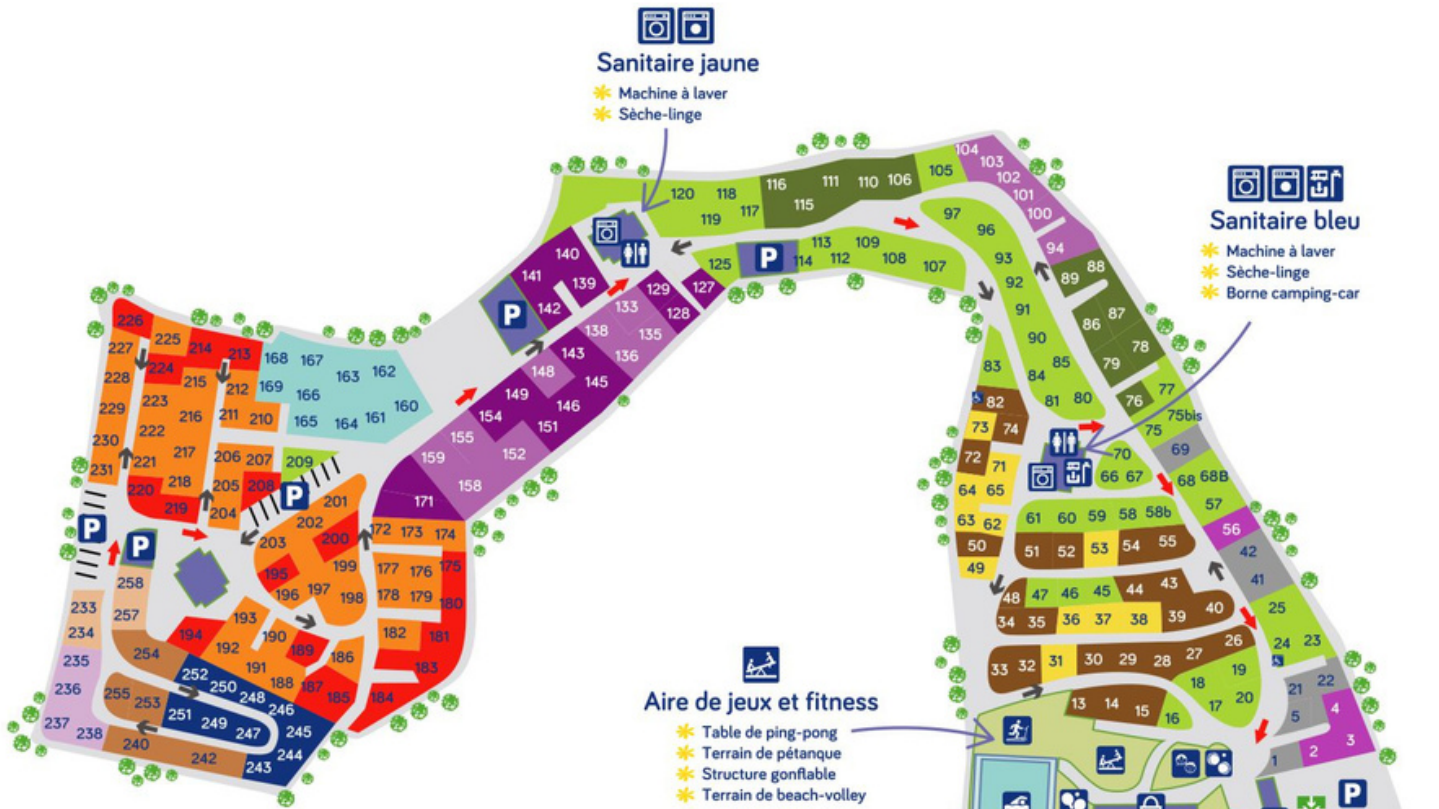 Sanitaire jaune
Machine à laver
Sèche-linge
Sanitaire bleu
Machine à laver
Sèche-linge
Borne camping-car
Aire de jeux et fitness
Table de ping-pong
Terrain de pétanque
Structure gonflable
Terrain de beach-volley
104
103
102
101
100
94
120 118
119 117
116 111 110 106 105
115
P
114 113 109
112 108 107
125
97
96
93
92
91
90
85
84
81 80
89 88
86 87
79 78
76 77
75bis
75
69
68 68B
57
56
42
41
83
82
73 74
72 71
64 65
63 62
50
49
70
66 67
61 60 59 58 58b
51 52 53 54 55
48 47 46 45 44 43
34 35 36 37 38 39 40
33 32 31 30 29 28 27 26
13 14 15 16
18 19
17 20
25
24 23
21 22
5 4
1 2 3
P
140
141 139
142
P
127
129 128
133 135
138 136
143 145
148 146
149 151
154 152
155 158
159
171
226
227 225 214 213
228 224 215 212
229 223 216 211 210
230 222 217 206 207 209
231 221 218 205 208
220 219 204
168 167 163 162
169 166 160
165 164 161
P
P
P
201
202
203 200
195 199
196 197 198
172 173 174
177 176 175
178 179 180
182 181
183
184
258
233 257
234
235 254
236 255 253
237 238
240 242
193
194 192 190 189 186
191 188 187 185
252 250 248 246 245
251 249 247 244
243